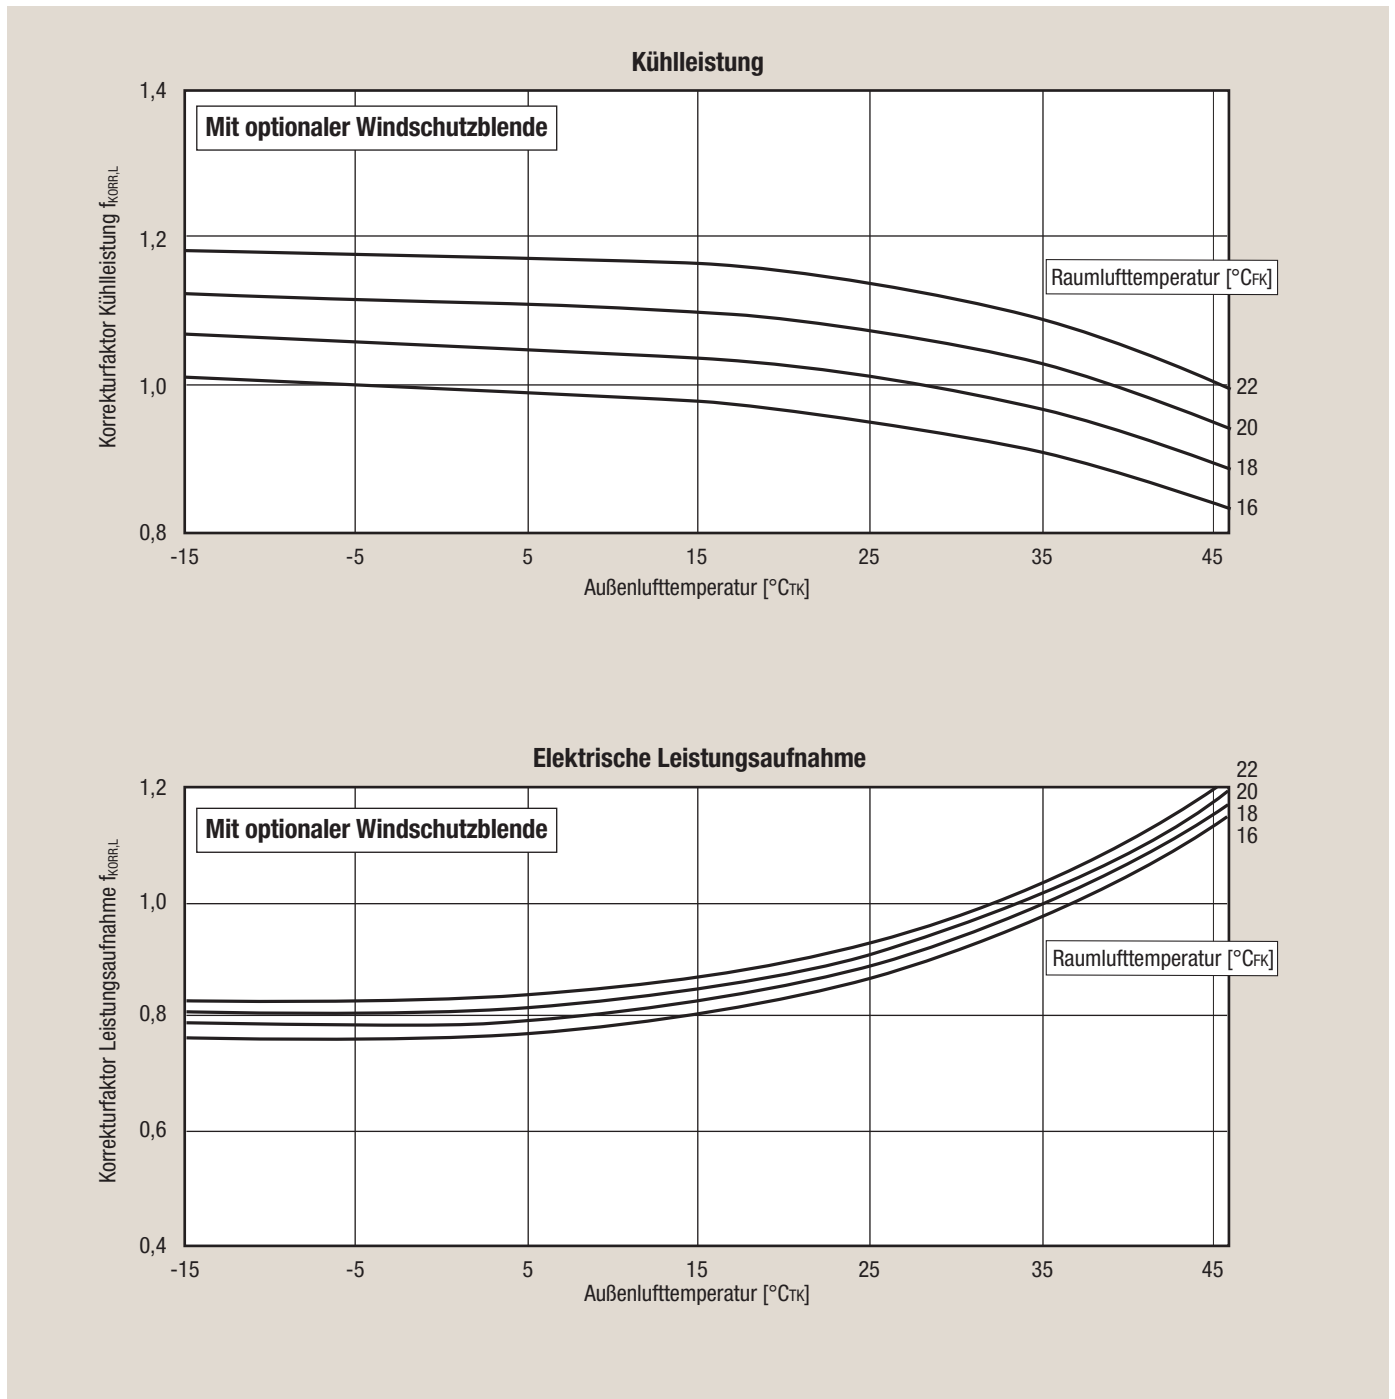 Kühlleistung
1,4
Mit optionaler Windschutzblende
1,2
Raumlufttemperatur [°CFK]
Korrekturfaktor Kühlleistung fKORR,L
1,0
22
20
18
16
0,8
-15 -5 5 15 25 35 45
Außenlufttemperatur [°CTK]
Elektrische Leistungsaufnahme
22
1,2
20
18
16
Mit optionaler Windschutzblende
Korrekturfaktor Leistungsaufnahme fKORR,L
1,0
Raumlufttemperatur [°CFK]
0,8
0,6
0,4
-15 -5 5 15 25 35 45
Außenlufttemperatur [°CTK]